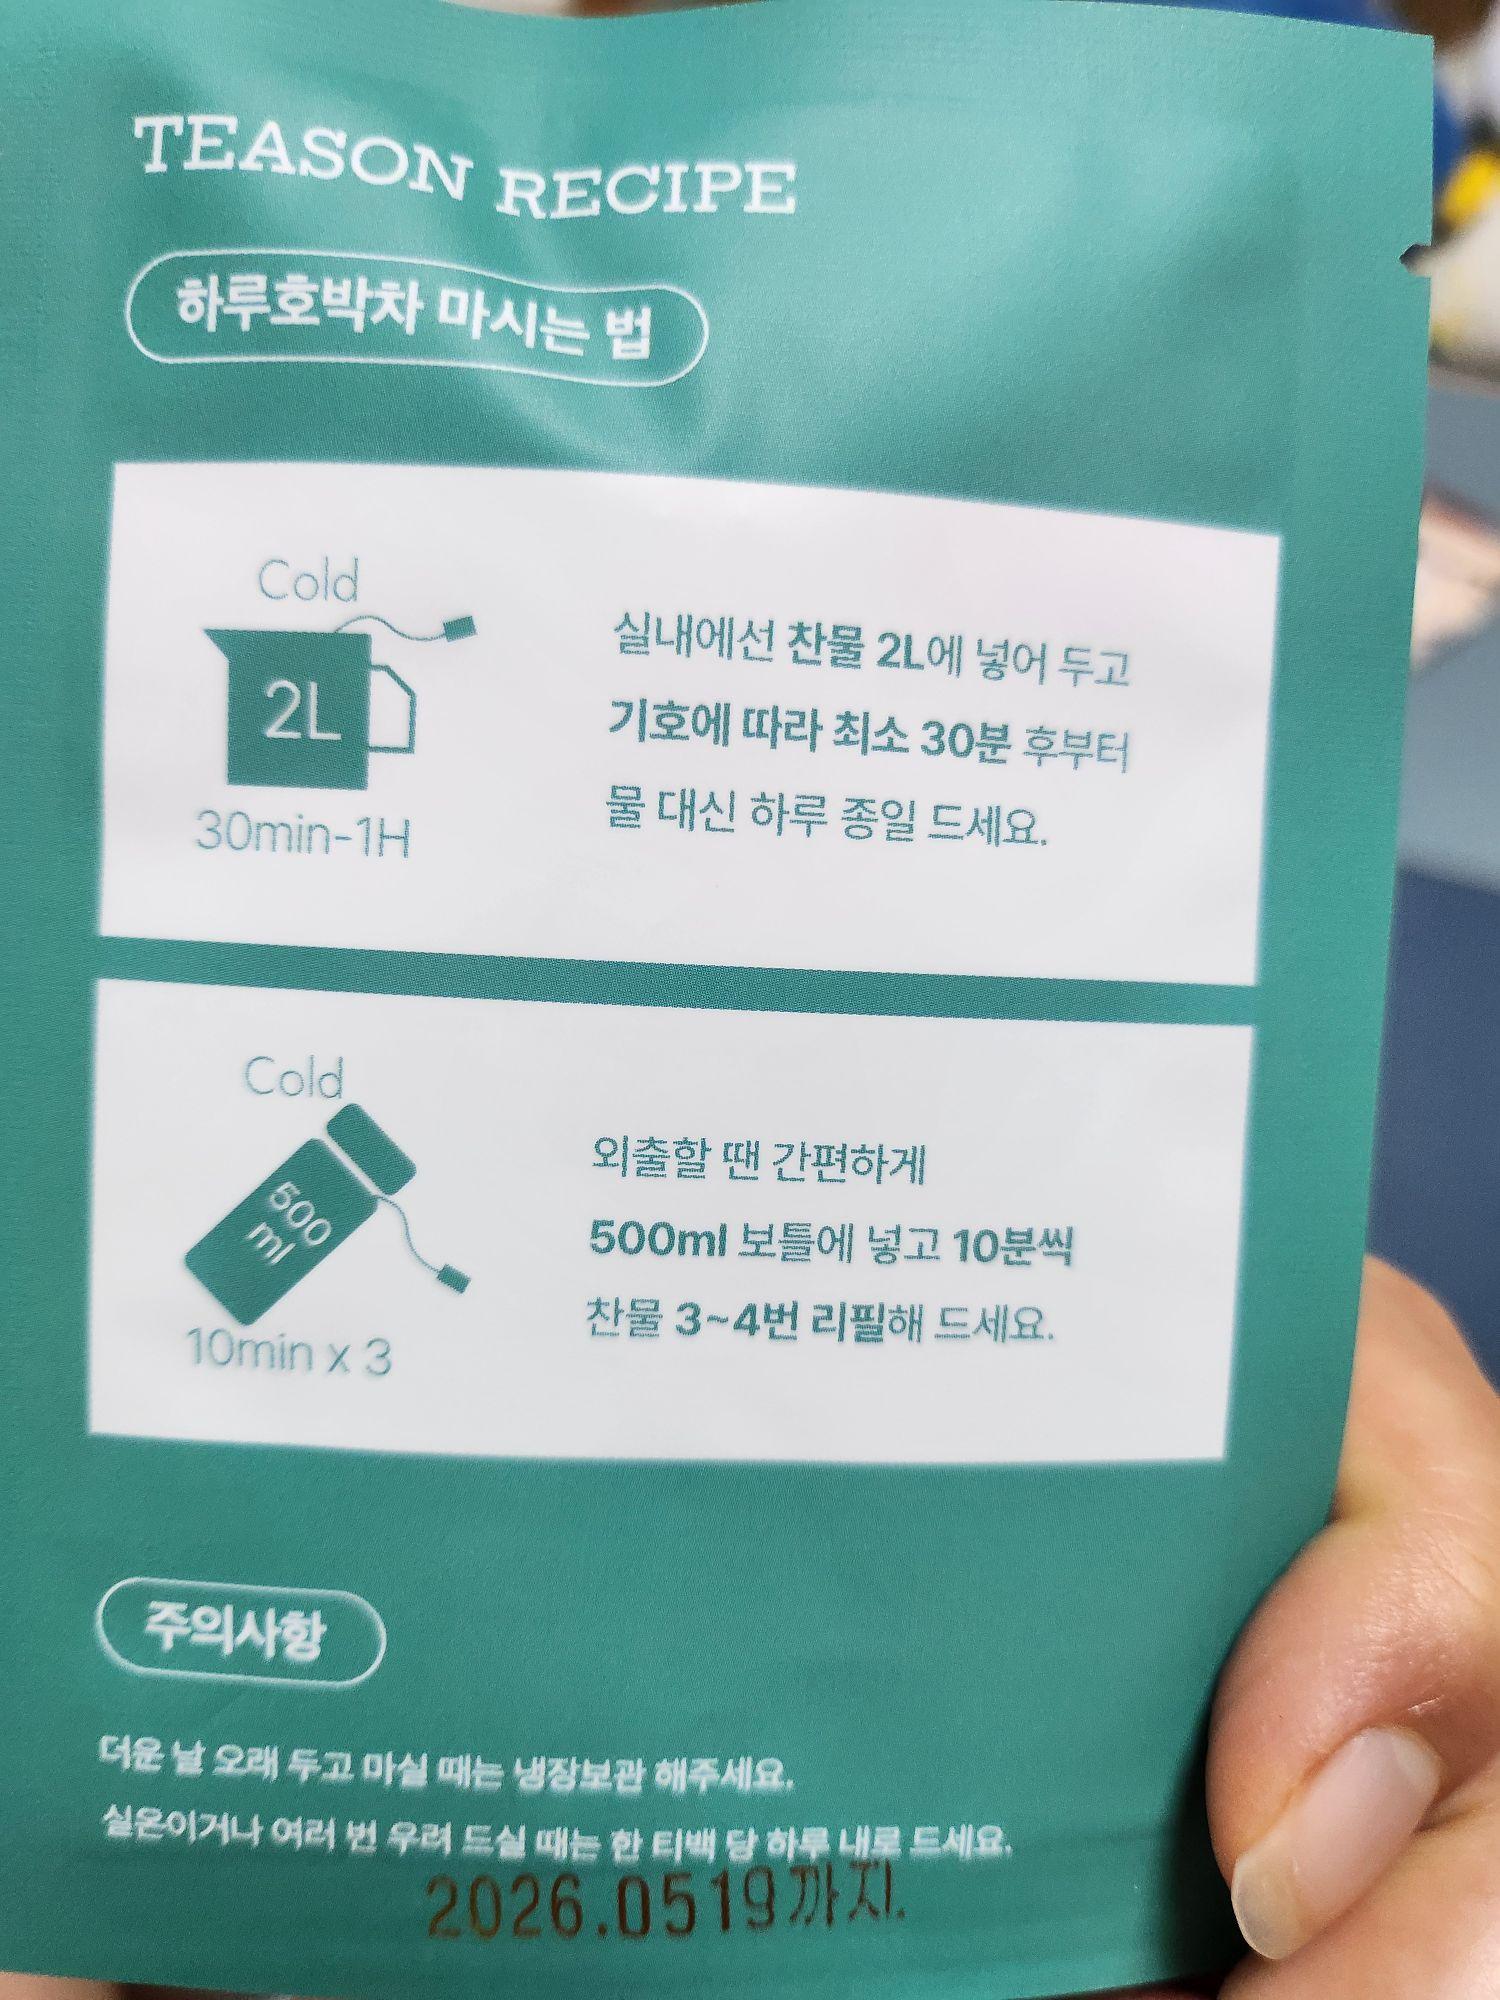 TEASON RECIPE
하루호박차 마시는 법
Cold
2L
30min-1H
실내에선 찬물 2L에 넣어 두고
기호에 따라 최소 30분 후부터
물 대신 하루 종일 드세요.
Cold
500
ml
10min x 3
외출할 땐 간편하게
500ml 보틀에 넣고 10분씩
찬물 3~4번 리필해 드세요.
주의사항
더운 날 오래 두고 마실 때는 냉장보관 해주세요.
실온이거나 여러 번 우려 드실 때는 한 티백 당 하루 내로 드세요.
2026.0519까지.